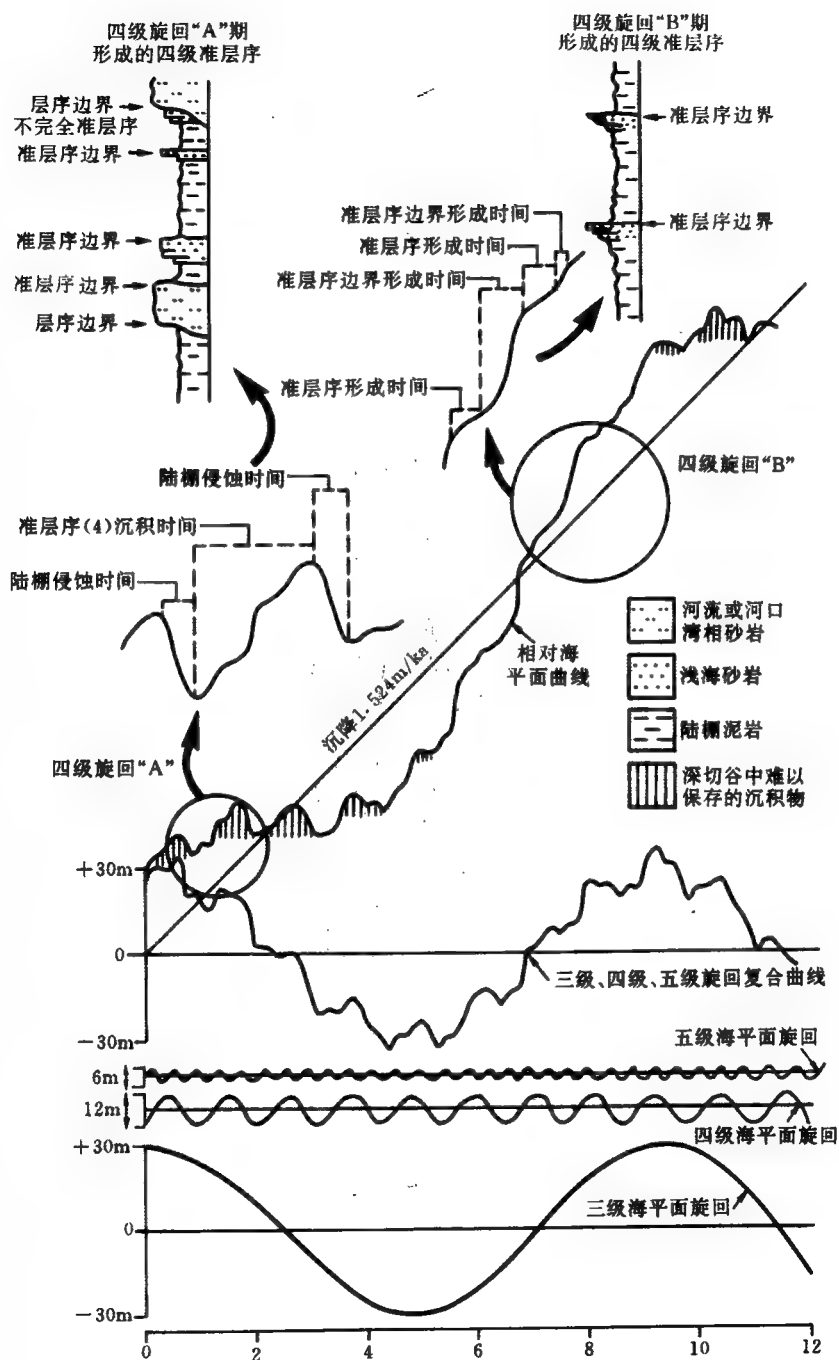 四级旋回“A”期
形成的四级准层序
四级旋回“B”期
形成的四级准层序
层序边界
不完全准层序
准层序边界
准层序边界
准层序边界
层序边界
准层序边界
准层序边界
准层序边界形成时间
准层序形成时间
准层序边界形成时间
准层序形成时间
陆棚侵蚀时间
准层序(4)沉积时间
陆棚侵蚀时间
四级旋回“B”
相对海
平面曲线
沉降1.524m/ka
四级旋回“A”
河流或河口
湾相砂岩
浅海砂岩
陆棚泥岩
深切谷中难以
保存的沉积物
+30m
0
-30m
三级、四级、五级旋回复合曲线
五级海平面旋回
6m
12m
四级海平面旋回
+30m
三级海平面旋回
0
-30m
0 2 4 6 8 10 12